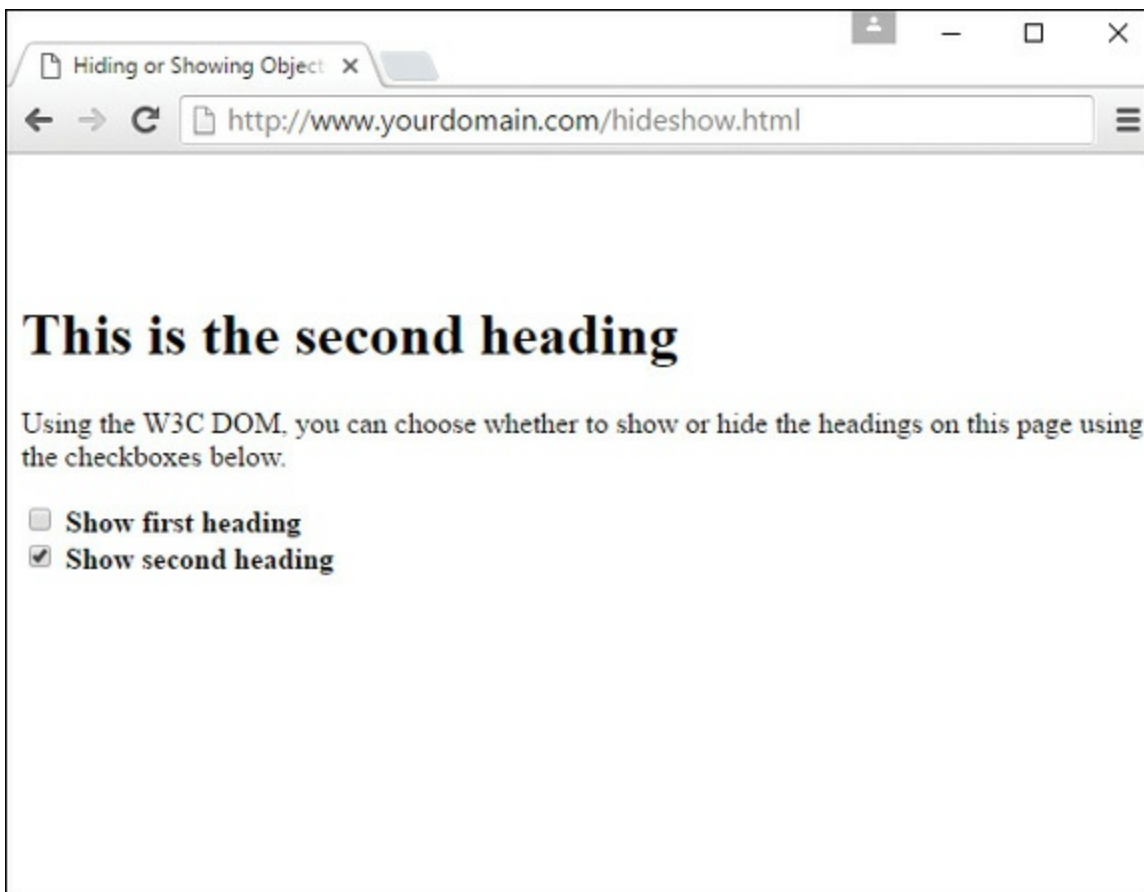 Hiding or Showing Object
http://www.yourdomain.com/hideshow.html
This is the second heading
Using the W3C DOM, you can choose whether to show or hide the headings on this page using
the checkboxes below.
Show first heading
Show second heading